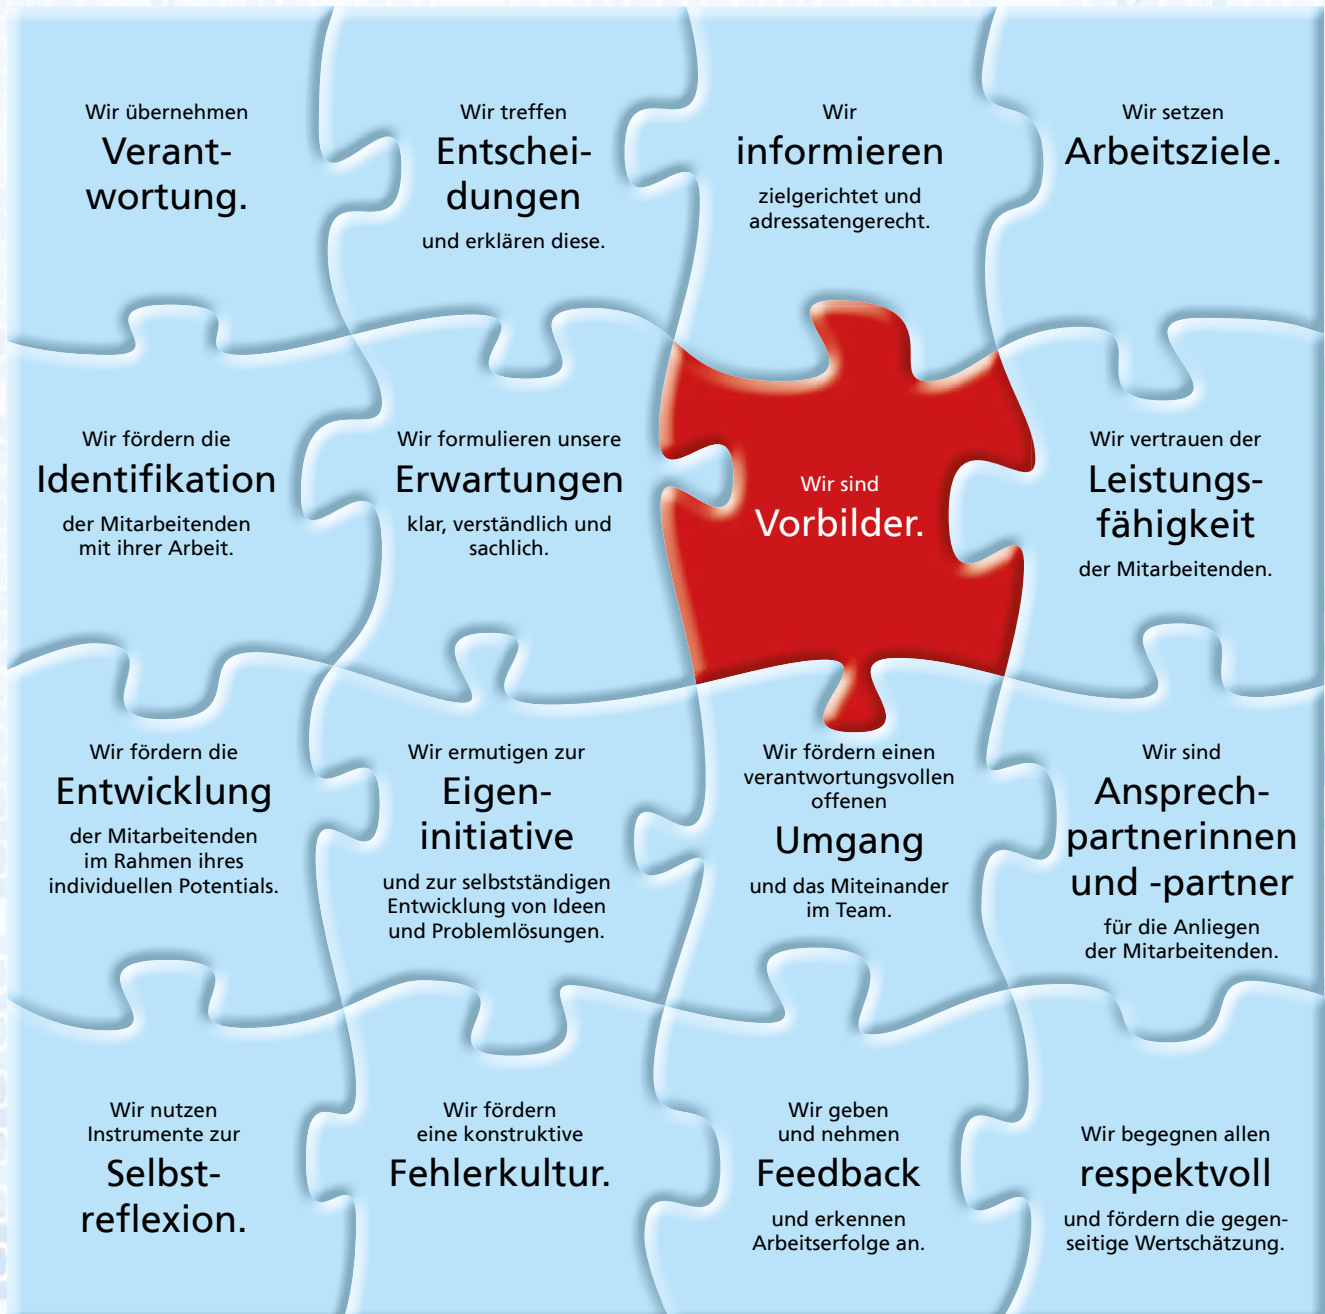 Wir übernehmen
Verant-
wortung.
Wir treffen
Entschei-
dungen
und erklären diese.
Wir
informieren
zielgerichtet und
adressatengerecht.
Wir setzen
Arbeitsziele.
Wir fördern die
Identifikation
der Mitarbeitenden
mit ihrer Arbeit.
Wir formulieren unsere
Erwartungen
klar, verständlich und
sachlich.
Wir sind
Vorbilder.
Wir vertrauen der
Leistungs-
fähigkeit
der Mitarbeitenden.
Wir fördern die
Entwicklung
der Mitarbeitenden
im Rahmen ihres
individuellen Potentials.
Wir ermutigen zur
Eigen-
initiative
und zur selbstständigen
Entwicklung von Ideen
und Problemlösungen.
Wir fördern einen
verantwortungsvollen
offenen
Umgang
und das Miteinander
im Team.
Wir sind
Ansprech-
partnerinnen
und -partner
für die Anliegen
der Mitarbeitenden.
Wir nutzen
Instrumente zur
Selbst-
reflexion.
Wir fördern
eine konstruktive
Fehlerkultur.
Wir geben
und nehmen
Feedback
und erkennen
Arbeitserfolge an.
Wir begegnen allen
respektvoll
und fördern die gegen-
seitige Wertschätzung.